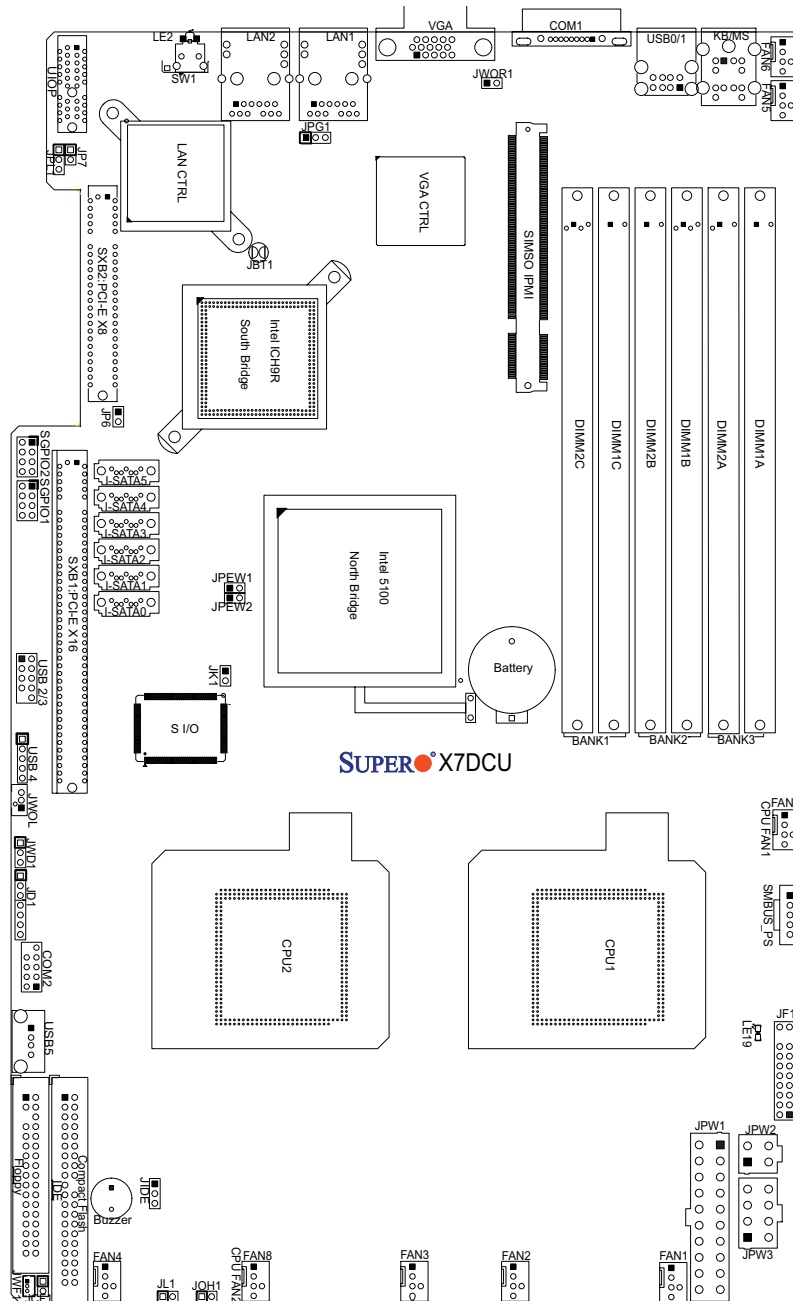 LE2
LAN2
LAN1
VGA
COM1
USB0/1
KB/MS
FAN6
UIOP
SW1
JWOR1
FAN5
JPG1
JP7
JPL1
LAN CTRL
VGA CTRL
SIMSO IPMI
JBT1
SXB2:PCI-E X8
Intel ICH9R
South Bridge
JP6
DIMM2C
DIMM1C
DIMM2B
DIMM1B
DIMM2A
DIMM1A
SGPIO2
SGPIO1
I-SATA5
I-SATA4
I-SATA3
I-SATA2
I-SATA1
I-SATA0
SXB1:PCI-E X16
JPEW1
JPEW2
Intel 5100
North Bridge
USB 2/3
JK1
Battery
S I/O
BANK1
BANK2
BANK3
USB 4
SUPER X7DCU
JWOL
CPU FAN1
JWD1
JD1
SMBUS_PS
CPU2
CPU1
COM2
USB5
LE19
JF1
JPW1
JPW2
Floppy
IDE
Compact Flash
JIDE
Buzzer
JPW3
FAN4
CPU FAN2
FAN8
FAN3
FAN2
FAN1
JL1
JOH1